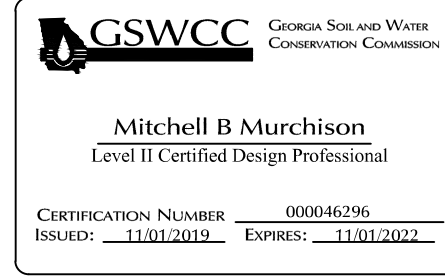 GSWCC
GEORGIA SOIL AND WATER
CONSERVATION COMMISSION
Mitchell B Murchison
Level II Certified Design Professional
CERTIFICATION NUMBER 000046296
ISSUED: 11/01/2019 EXPIRES: 11/01/2022